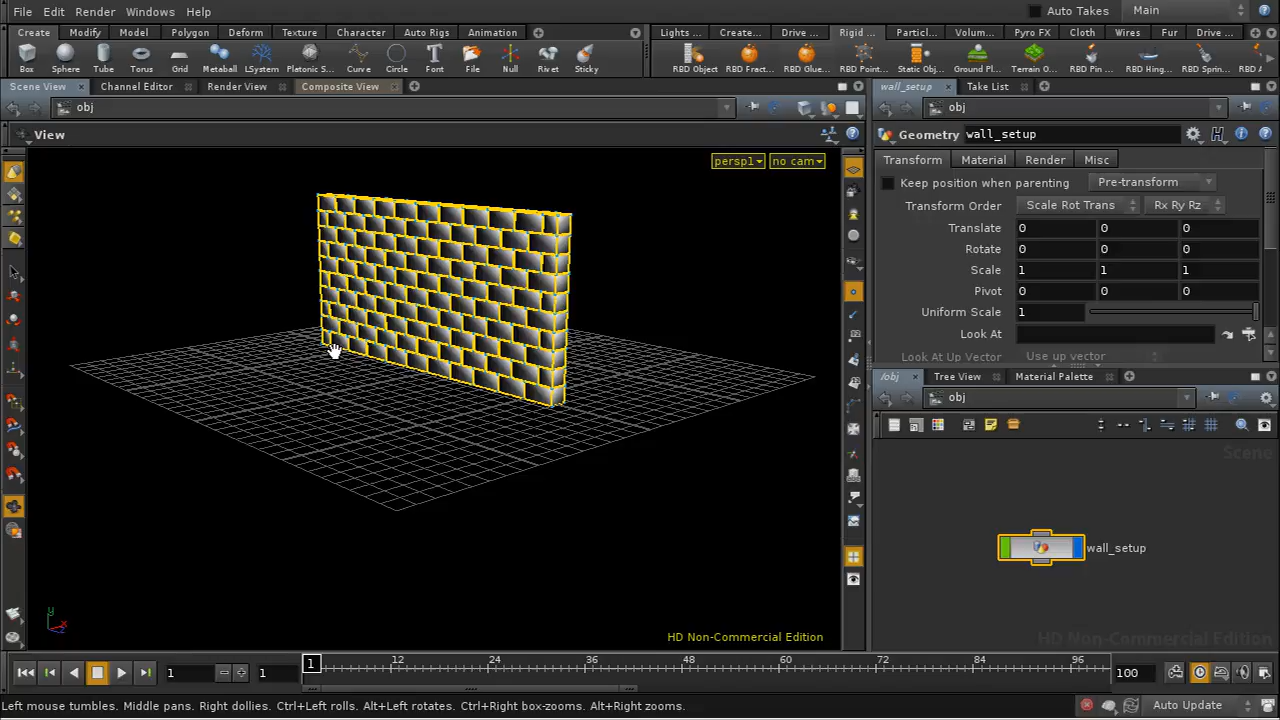 File Edit Render Windows Help Auto Takes Main
Create Modify Model Polygon Deform Texture Character Auto Rigs Animation Lights ... Create... Drive ... Rigid ... Particl... Volum... Pyro FX Cloth Wires Fur Drive ...
Box Sphere Tube Torus Grid Metaball LSystem Platonic S... Curve Circle Font File Null Rivet Sticky RBD Object RBD Fract... RBD Glue... RBD Point... Static Obj... Ground Pl... Terrain O... RBD Pin ... RBD Hing... RBD Sprin... RBD A
Scene View Channel Editor Render View Composite View wall_setup Take List
obj obj
View Geometry wall_setup
persp1 no cam Transform Material Render Misc
Keep position when parenting Pre-transform
Transform Order Scale Rot Trans Rx Ry Rz
Translate 0 0 0
Rotate 0 0 0
Scale 1 1 1
Pivot 0 0 0
Uniform Scale 1
Look At
Look At Up Vector Use up vector
/obj Tree View Material Palette
obj
Scene
wall_setup
y x z
HD Non-Commercial Edition HD Non-Commercial Edition
1 1 1 12 24 36 48 60 72 84 96 100
Left mouse tumbles. Middle pans. Right dollies. Ctrl+Left rolls. Alt+Left rotates. Ctrl+Right box-zooms. Alt+Right zooms. Auto Update